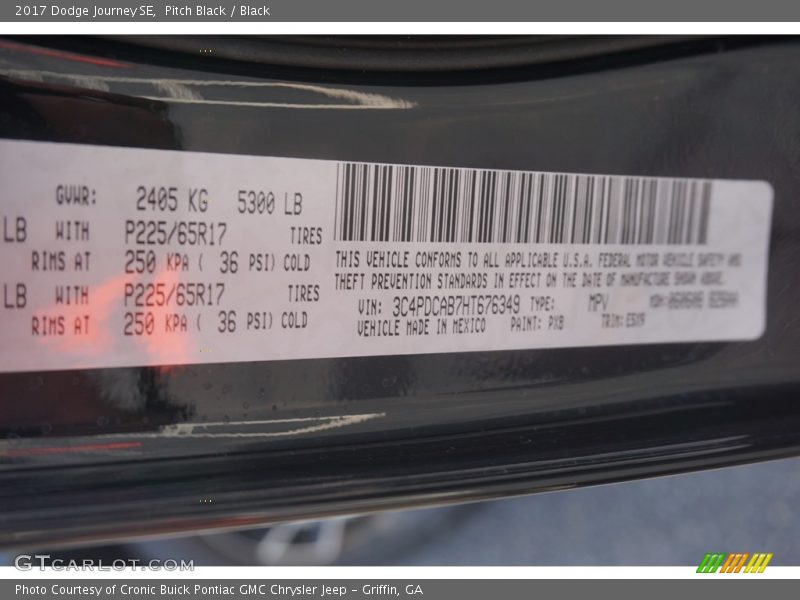 2017 Dodge Journey SE, Pitch Black / Black
GVWR: 2405 KG 5300 LB
LB WITH P225/65R17 TIRES
RIMS AT 250 KPA ( 36 PSI) COLD
LB WITH P225/65R17 TIRES
RIMS AT 250 KPA ( 36 PSI) COLD
THIS VEHICLE CONFORMS TO ALL APPLICABLE U.S.A. FEDERAL MOTOR VEHICLE SAFETY AND
THEFT PREVENTION STANDARDS IN EFFECT ON THE DATE OF MANUFACTURE SHOWN ABOVE.
VIN: 3C4PDCAB7HT676349 TYPE: MPV MDH:
VEHICLE MADE IN MEXICO PAINT: PXB TRIM: E5X9
GTCARLOT.COM
Photo Courtesy of Cronic Buick Pontiac GMC Chrysler Jeep - Griffin, GA